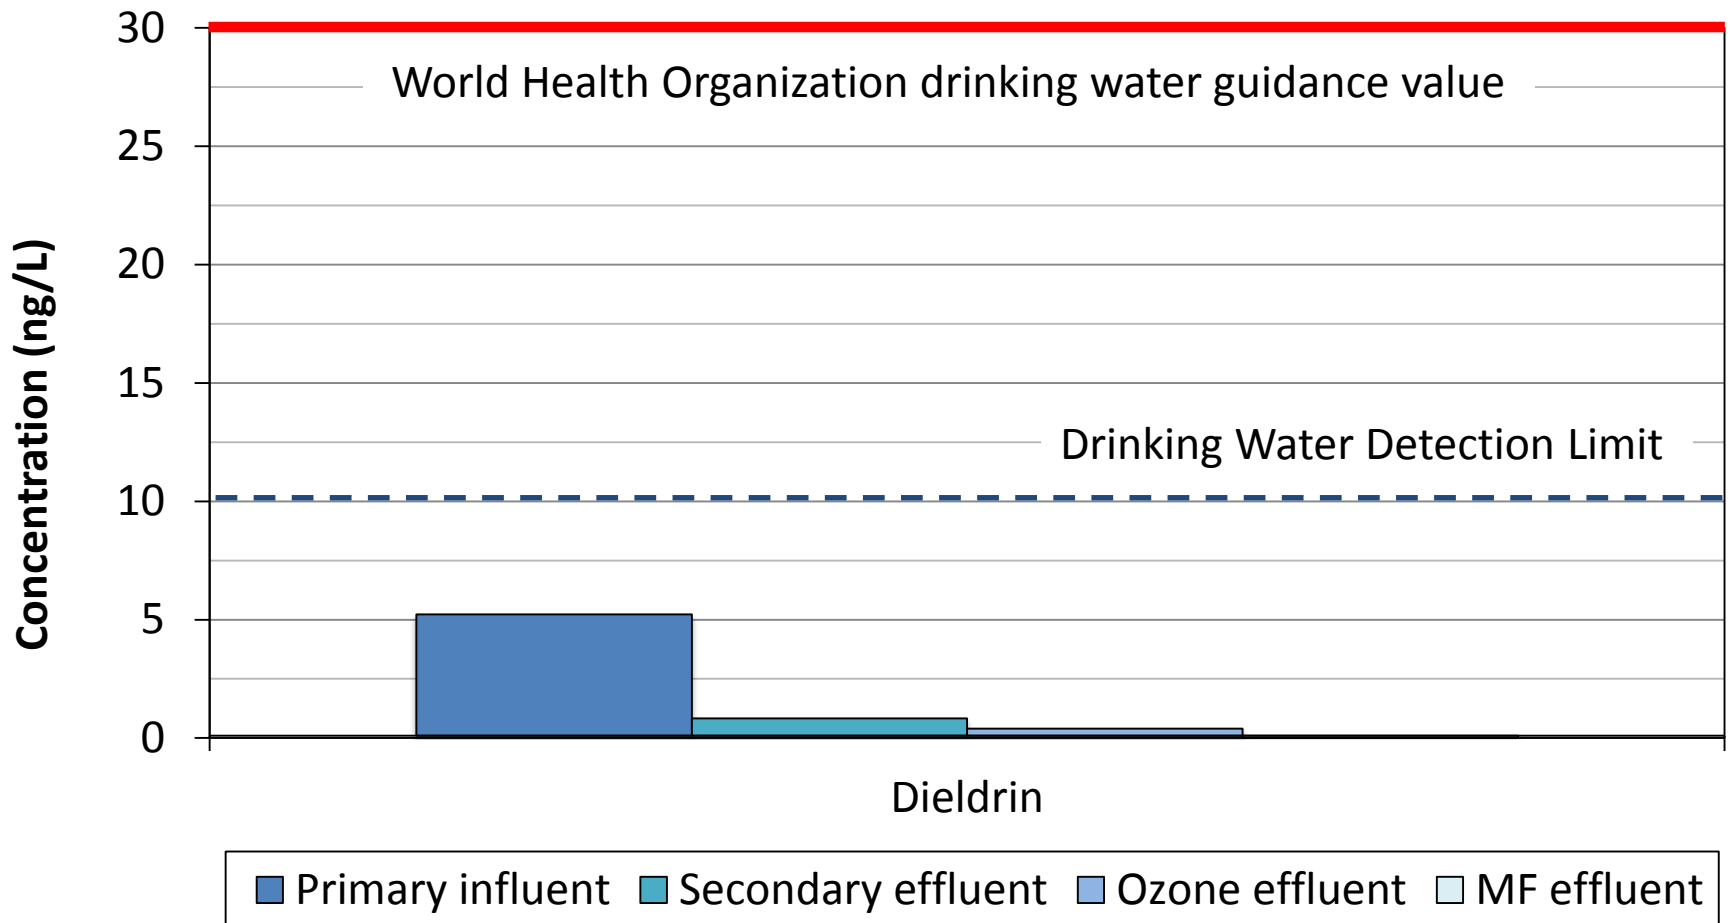 30
World Health Organization drinking water guidance value
25
20
15
Drinking Water Detection Limit
10
5
0
Concentration (ng/L)
Dieldrin
Primary influent
Secondary effluent
Ozone effluent
MF effluent